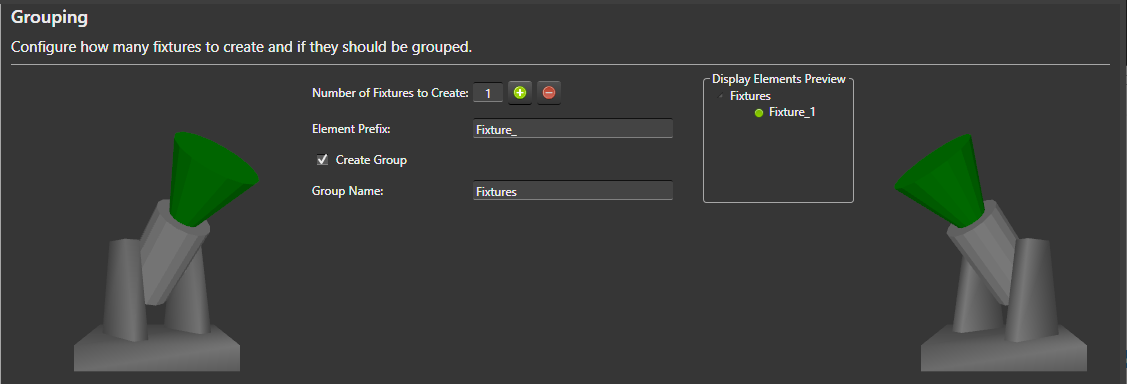 Grouping
Configure how many fixtures to create and if they should be grouped.
Number of Fixtures to Create: 1
Element Prefix: Fixture_
Create Group
Group Name: Fixtures
Display Elements Preview
Fixtures
Fixture_1